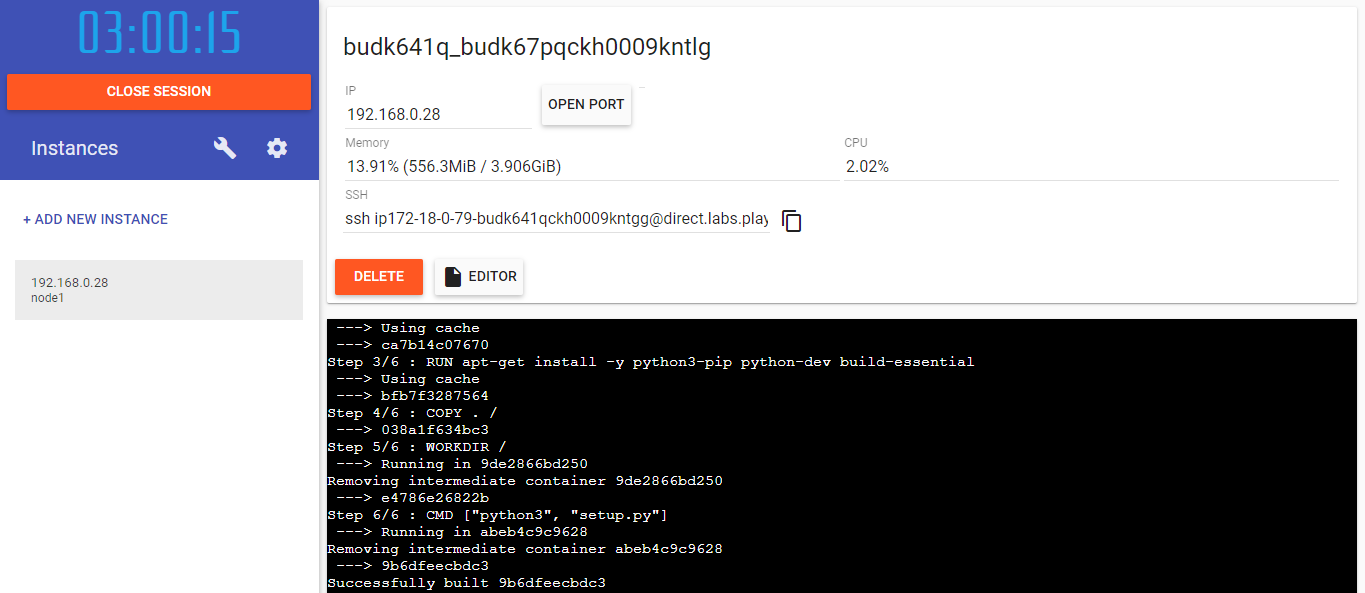 03:00:15
CLOSE SESSION
Instances
+ ADD NEW INSTANCE
192.168.0.28
node1
budk641q_budk67pqckh0009kntlg
IP
192.168.0.28
OPEN PORT
Memory
13.91% (556.3MiB / 3.906GiB)
CPU
2.02%
SSH
ssh ip172-18-0-79-budk641qckh0009kntgg@direct.labs.play
DELETE
EDITOR
---> Using cache
---> ca7b14c07670
Step 3/6 : RUN apt-get install -y python3-pip python-dev build-essential
---> Using cache
---> bfb7f3287564
Step 4/6 : COPY . /
---> 038a1f634bc3
Step 5/6 : WORKDIR /
---> Running in 9de2866bd250
Removing intermediate container 9de2866bd250
---> e4786e26822b
Step 6/6 : CMD ["python3", "setup.py"]
---> Running in abeb4c9c9628
Removing intermediate container abeb4c9c9628
---> 9b6dfeecbdc3
Successfully built 9b6dfeecbdc3